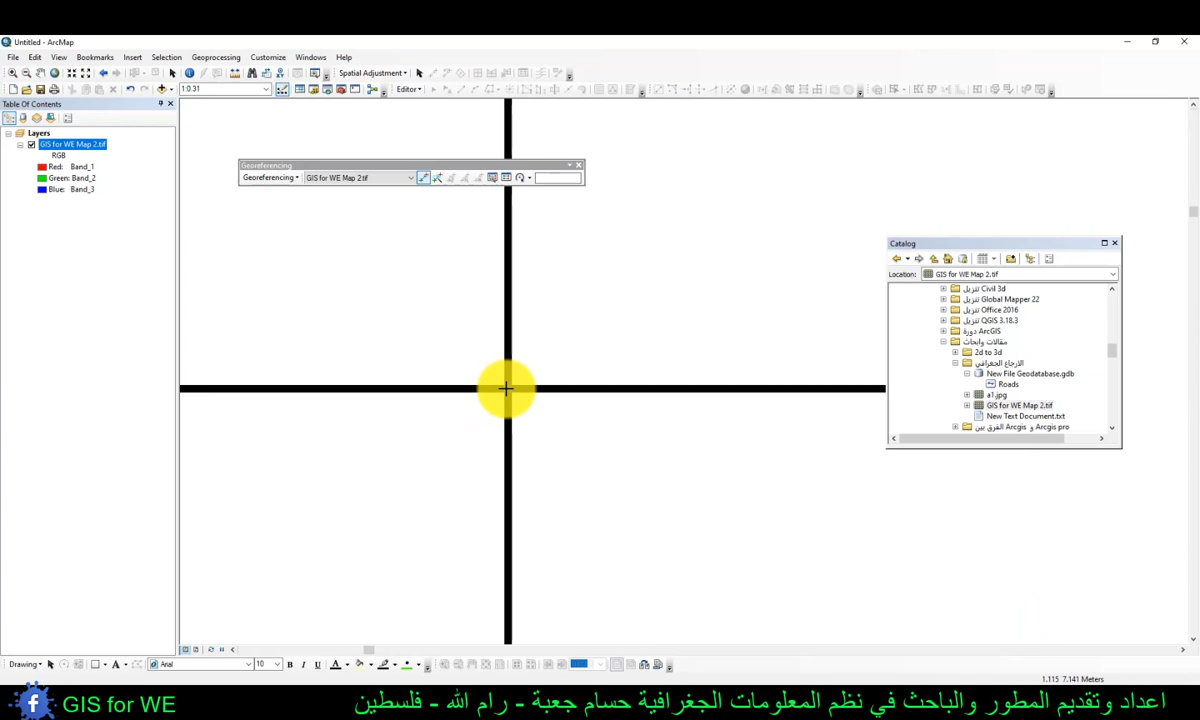 Untitled - ArcMap
File Edit View Bookmarks Insert Selection Geoprocessing Customize Windows Help
Spatial Adjustment
1:0.31
Editor
Table Of Contents
Layers
GIS for WE Map 2.tif
RGB
Red: Band_1
Green: Band_2
Blue: Band_3
Georeferencing
Georeferencing GIS for WE Map 2.tif
Catalog
Location: GIS for WE Map 2.tif
تنزيل Civil 3d
تنزيل Global Mapper 22
تنزيل Office 2016
تنزيل QGIS 3.18.3
دورة ArcGIS
مقالات وابحاث
2d to 3d
الارجاع الجغرافي
New File Geodatabase.gdb
Roads
a1.jpg
GIS for WE Map 2.tif
New Text Document.txt
الفرق بين Arcgis و Arcgis pro
Drawing
Arial
10
B I U
A
1.115 7.141 Meters
GIS for WE
اعداد وتقديم المطور والباحث في نظم المعلومات الجغرافية حسام جعبة - رام الله - فلسطين